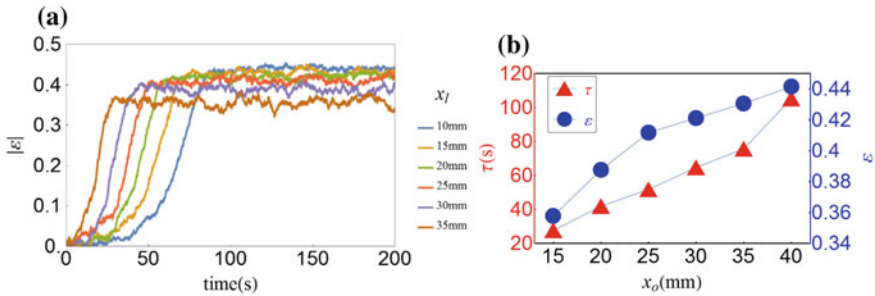 (a)
0.5
0.4
0.3
0.2
0.1
0
|ε|
0 50 100 150 200
time(s)
x_l
10mm
15mm
20mm
25mm
30mm
35mm
(b)
120
100
80
60
40
20
τ(s)
τ
ε
0.44
0.42
0.4
0.38
0.36
0.34
ε
15 20 25 30 35 40
x_o(mm)